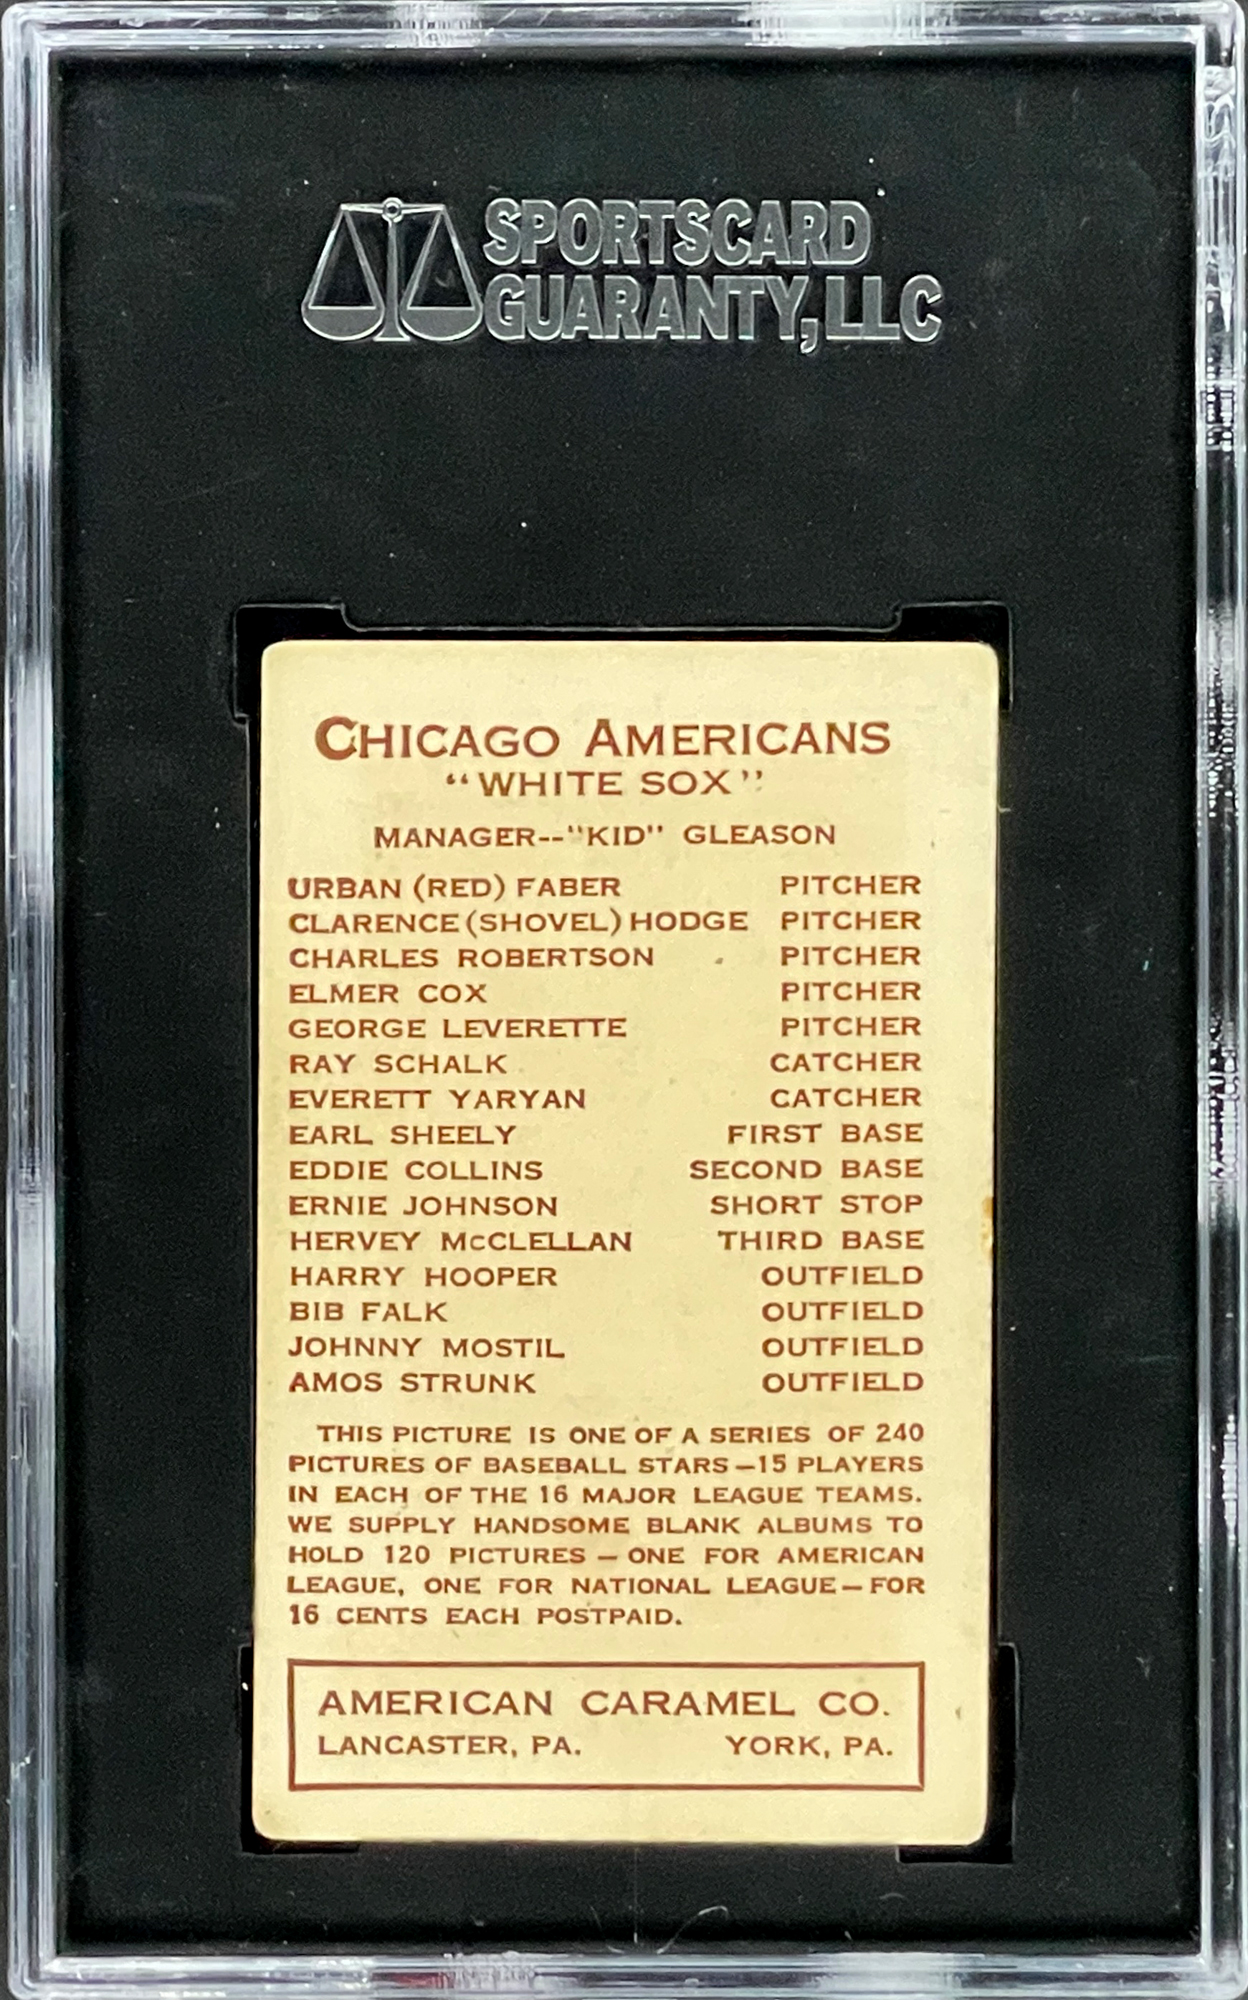 SPORTSCARD
GUARANTY, LLC
CHICAGO AMERICANS
"WHITE SOX"
MANAGER--"KID" GLEASON
URBAN (RED) FABER PITCHER
CLARENCE (SHOVEL) HODGE PITCHER
CHARLES ROBERTSON PITCHER
ELMER COX PITCHER
GEORGE LEVERETTE PITCHER
RAY SCHALK CATCHER
EVERETT YARYAN CATCHER
EARL SHEELY FIRST BASE
EDDIE COLLINS SECOND BASE
ERNIE JOHNSON SHORT STOP
HERVEY McCLELLAN THIRD BASE
HARRY HOOPER OUTFIELD
BIB FALK OUTFIELD
JOHNNY MOSTIL OUTFIELD
AMOS STRUNK OUTFIELD
THIS PICTURE IS ONE OF A SERIES OF 240
PICTURES OF BASEBALL STARS—15 PLAYERS
IN EACH OF THE 16 MAJOR LEAGUE TEAMS.
WE SUPPLY HANDSOME BLANK ALBUMS TO
HOLD 120 PICTURES — ONE FOR AMERICAN
LEAGUE, ONE FOR NATIONAL LEAGUE—FOR
16 CENTS EACH POSTPAID.
AMERICAN CARAMEL CO.
LANCASTER, PA. YORK, PA.